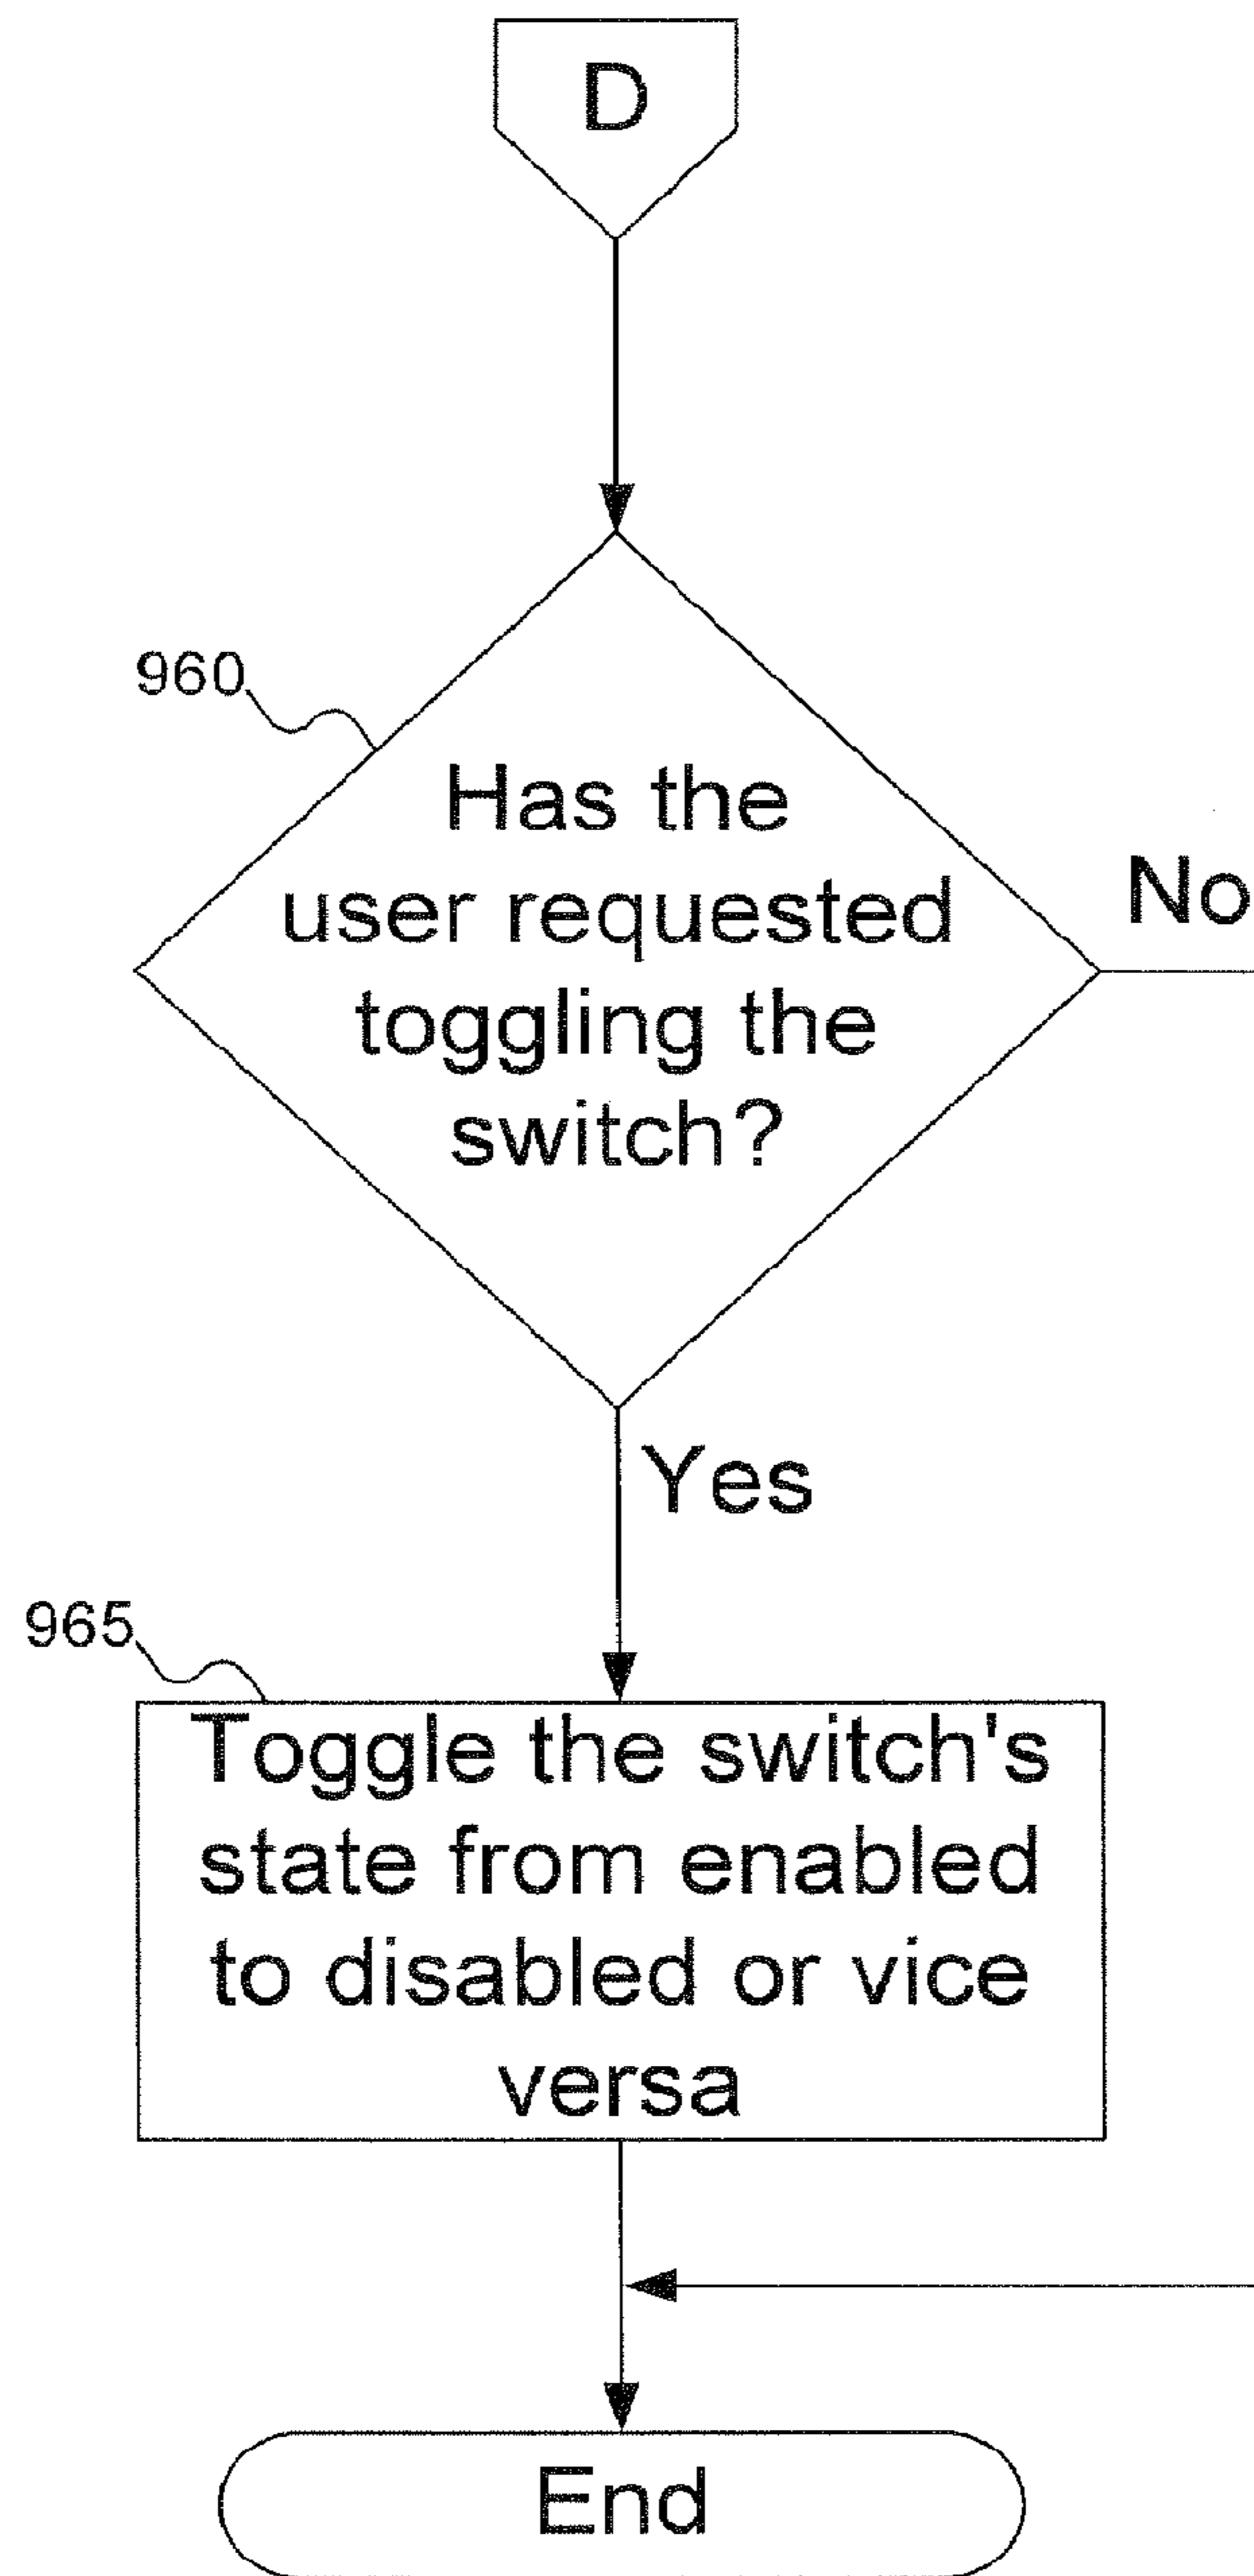 D
960
Has the
user requested
toggling the
switch?
No
Yes
965
Toggle the switch's
state from enabled
to disabled or vice
versa
End